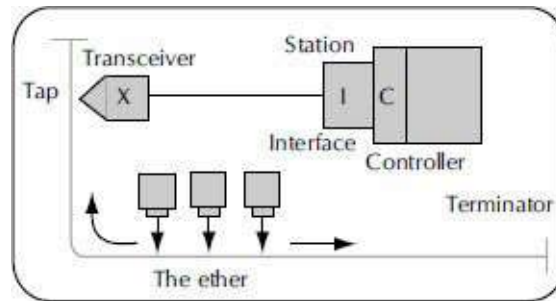 Station
Transceiver
Tap
X
I
C
Interface
Controller
Terminator
The ether